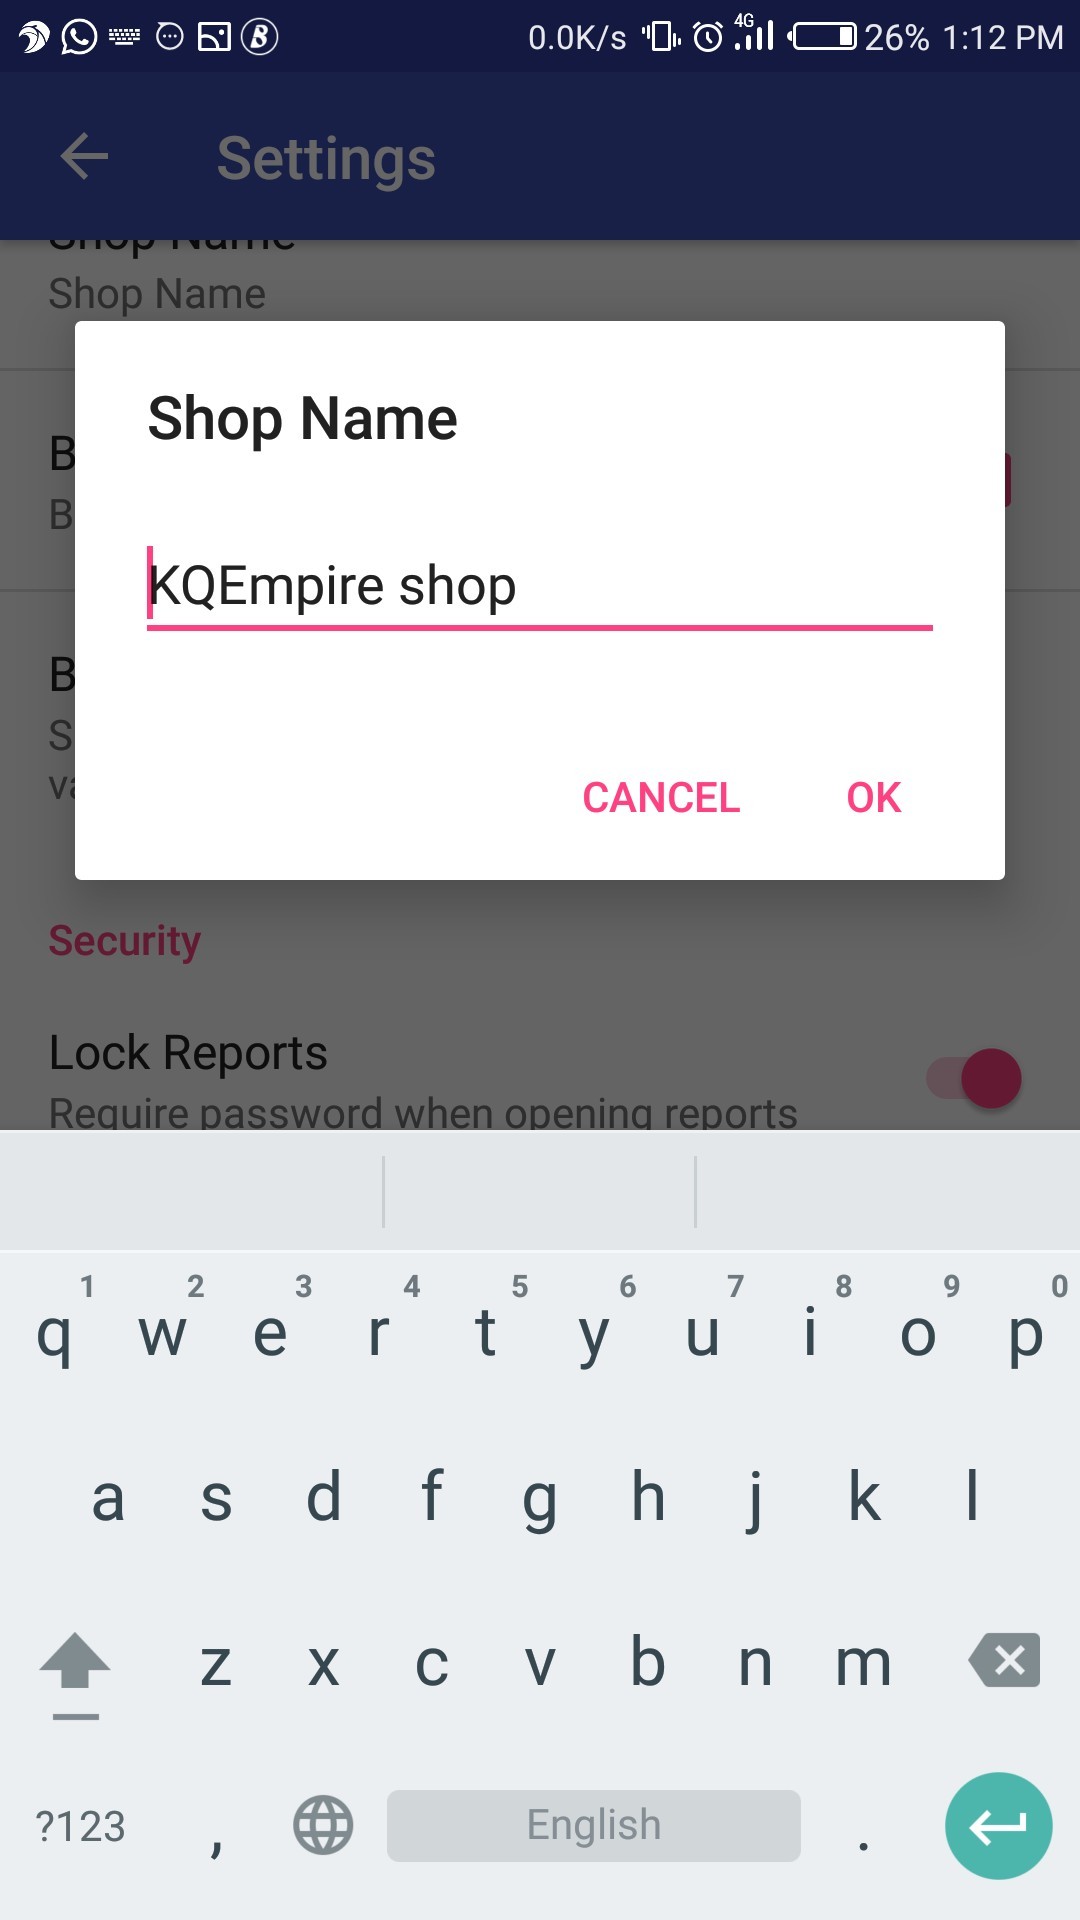 0.0K/s 4G 26% 1:12 PM
Settings
Shop Name
Shop Name
Shop Name
B
B
KQEmpire shop
B
S
va
CANCEL OK
Security
Lock Reports
Require password when opening reports
1 2 3 4 5 6 7 8 9 0
q w e r t y u i o p
a s d f g h j k l
z x c v b n m
?123 , English .